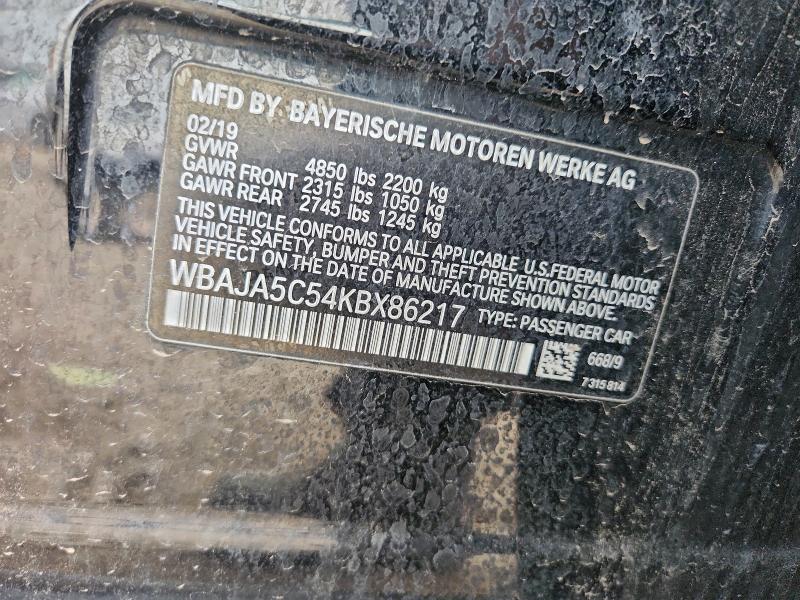 MFD BY. BAYERISCHE MOTOREN WERKE AG
02/19
GVWR 4850 lbs 2200 kg
GAWR FRONT 2315 lbs 1050 kg
GAWR REAR 2745 lbs 1245 kg
THIS VEHICLE CONFORMS TO ALL APPLICABLE U.S.FEDERAL MOTOR
VEHICLE SAFETY, BUMPER AND THEFT PREVENTION STANDARDS
IN EFFECT ON THE DATE OF MANUFACTURE SHOWN ABOVE.
WBAJA5C54KBX86217 TYPE: PASSENGER CAR
668/9
7315814